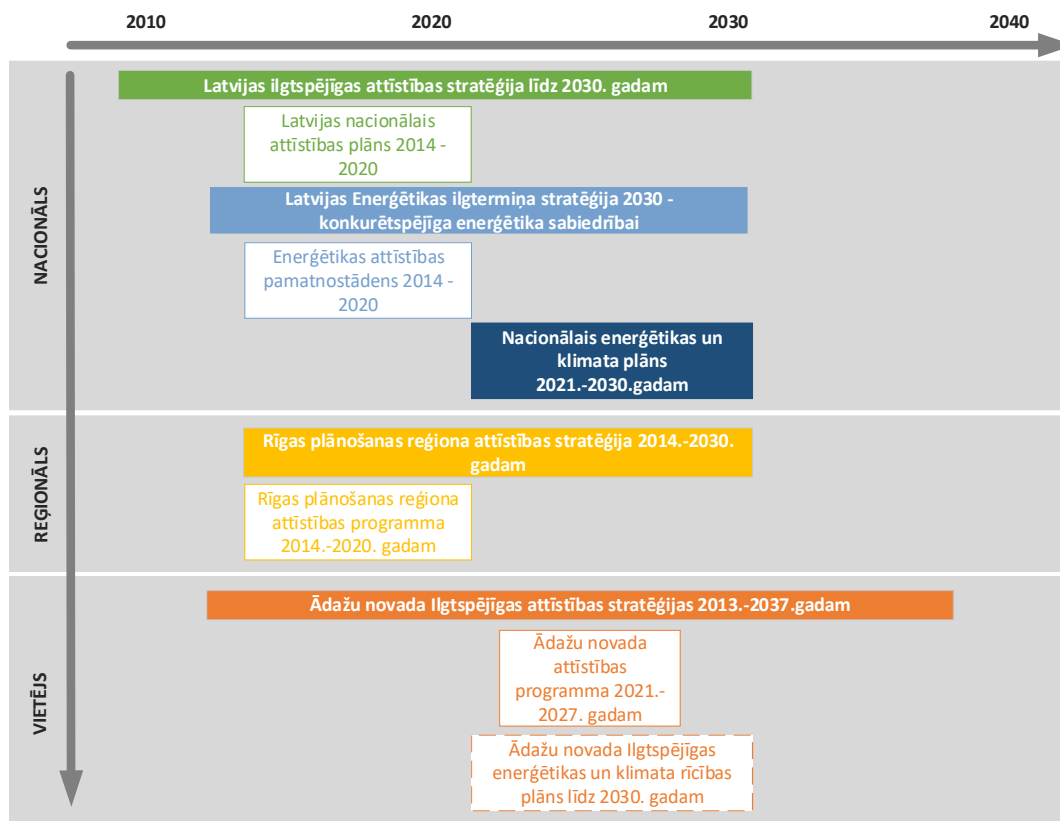 2010 2020 2030 2040
NACIONĀLS
Latvijas ilgtspējīgas attīstības stratēģija līdz 2030. gadam
Latvijas nacionālais
attīstības plāns 2014 -
2020
Latvijas Enerģētikas ilgtermiņa stratēģija 2030 -
konkurētspējīga enerģētika sabiedrībai
Enerģētikas attīstības
pamatnostādens 2014 -
2020
Nacionālais enerģētikas un
klimata plāns
2021.-2030.gadam
REĢIONĀLS
Rīgas plānošanas reģiona attīstības stratēģija 2014.-2030.
gadam
Rīgas plānošanas reģiona
attīstības programma
2014.-2020. gadam
VIETĒJS
Ādažu novada Ilgtspējīgas attīstības stratēģijas 2013.-2037.gadam
Ādažu novada
attīstības
programma 2021.-
2027. gadam
Ādažu novada Ilgtspējīgas
enerģētikas un klimata rīcības
plāns līdz 2030. gadam